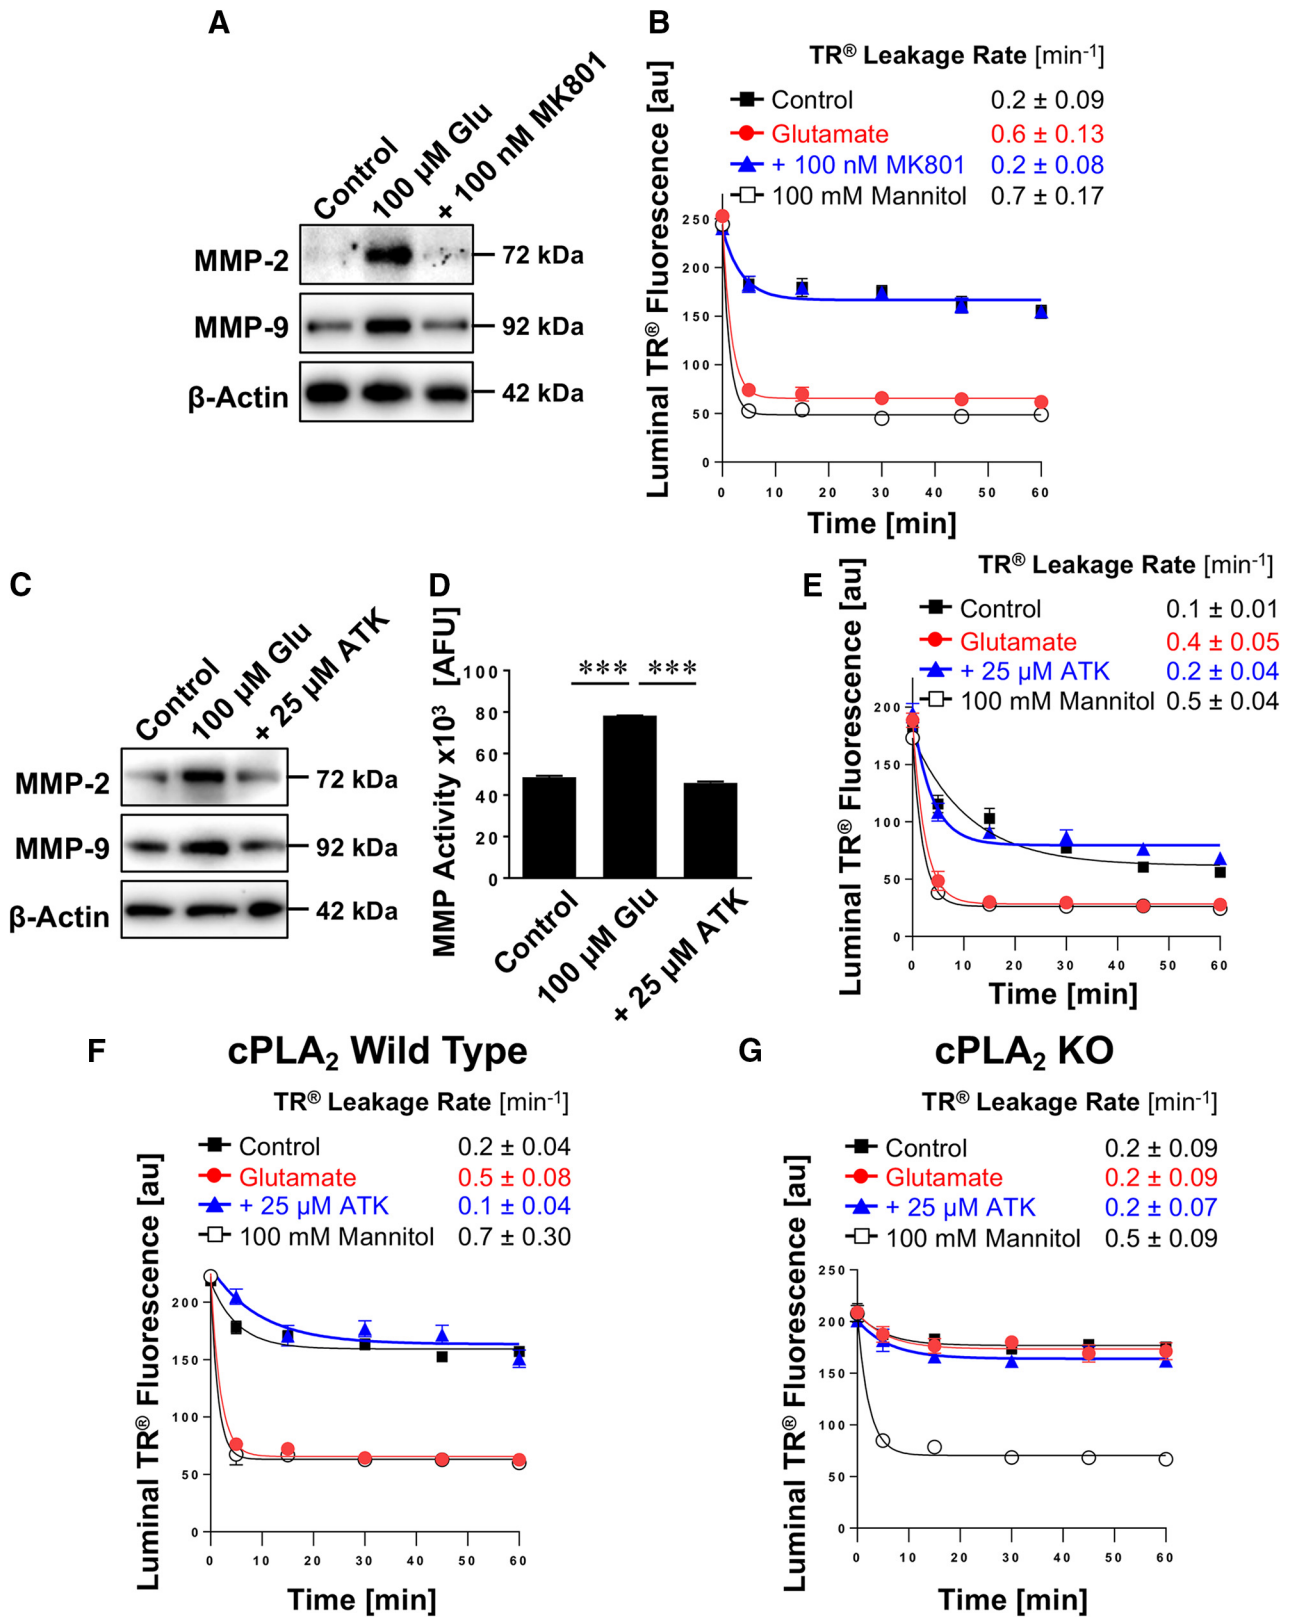 A
Control
100 µM Glu
+ 100 nM MK801
MMP-2
72 kDa
MMP-9
92 kDa
β-Actin
42 kDa
B
TR® Leakage Rate [min-1]
Control 0.2 ± 0.09
Glutamate 0.6 ± 0.13
+ 100 nM MK801 0.2 ± 0.08
100 mM Mannitol 0.7 ± 0.17
Luminal TR® Fluorescence [au]
250
200
150
100
50
0
0 10 20 30 40 50 60
Time [min]
C
Control
100 µM Glu
+ 25 µM ATK
MMP-2
72 kDa
MMP-9
92 kDa
β-Actin
42 kDa
D
MMP Activity x10³ [AFU]
100
80
60
40
20
0
*** ***
Control
100 µM Glu
+ 25 µM ATK
E
TR® Leakage Rate [min-1]
Control 0.1 ± 0.01
Glutamate 0.4 ± 0.05
+ 25 µM ATK 0.2 ± 0.04
100 mM Mannitol 0.5 ± 0.04
Luminal TR® Fluorescence [au]
200
150
100
50
0
0 10 20 30 40 50 60
Time [min]
F
cPLA2 Wild Type
TR® Leakage Rate [min-1]
Control 0.2 ± 0.04
Glutamate 0.5 ± 0.08
+ 25 µM ATK 0.1 ± 0.04
100 mM Mannitol 0.7 ± 0.30
Luminal TR® Fluorescence [au]
200
150
100
50
0
0 10 20 30 40 50 60
Time [min]
G
cPLA2 KO
TR® Leakage Rate [min-1]
Control 0.2 ± 0.09
Glutamate 0.2 ± 0.09
+ 25 µM ATK 0.2 ± 0.07
100 mM Mannitol 0.5 ± 0.09
Luminal TR® Fluorescence [au]
250
200
150
100
50
0
0 10 20 30 40 50 60
Time [min]